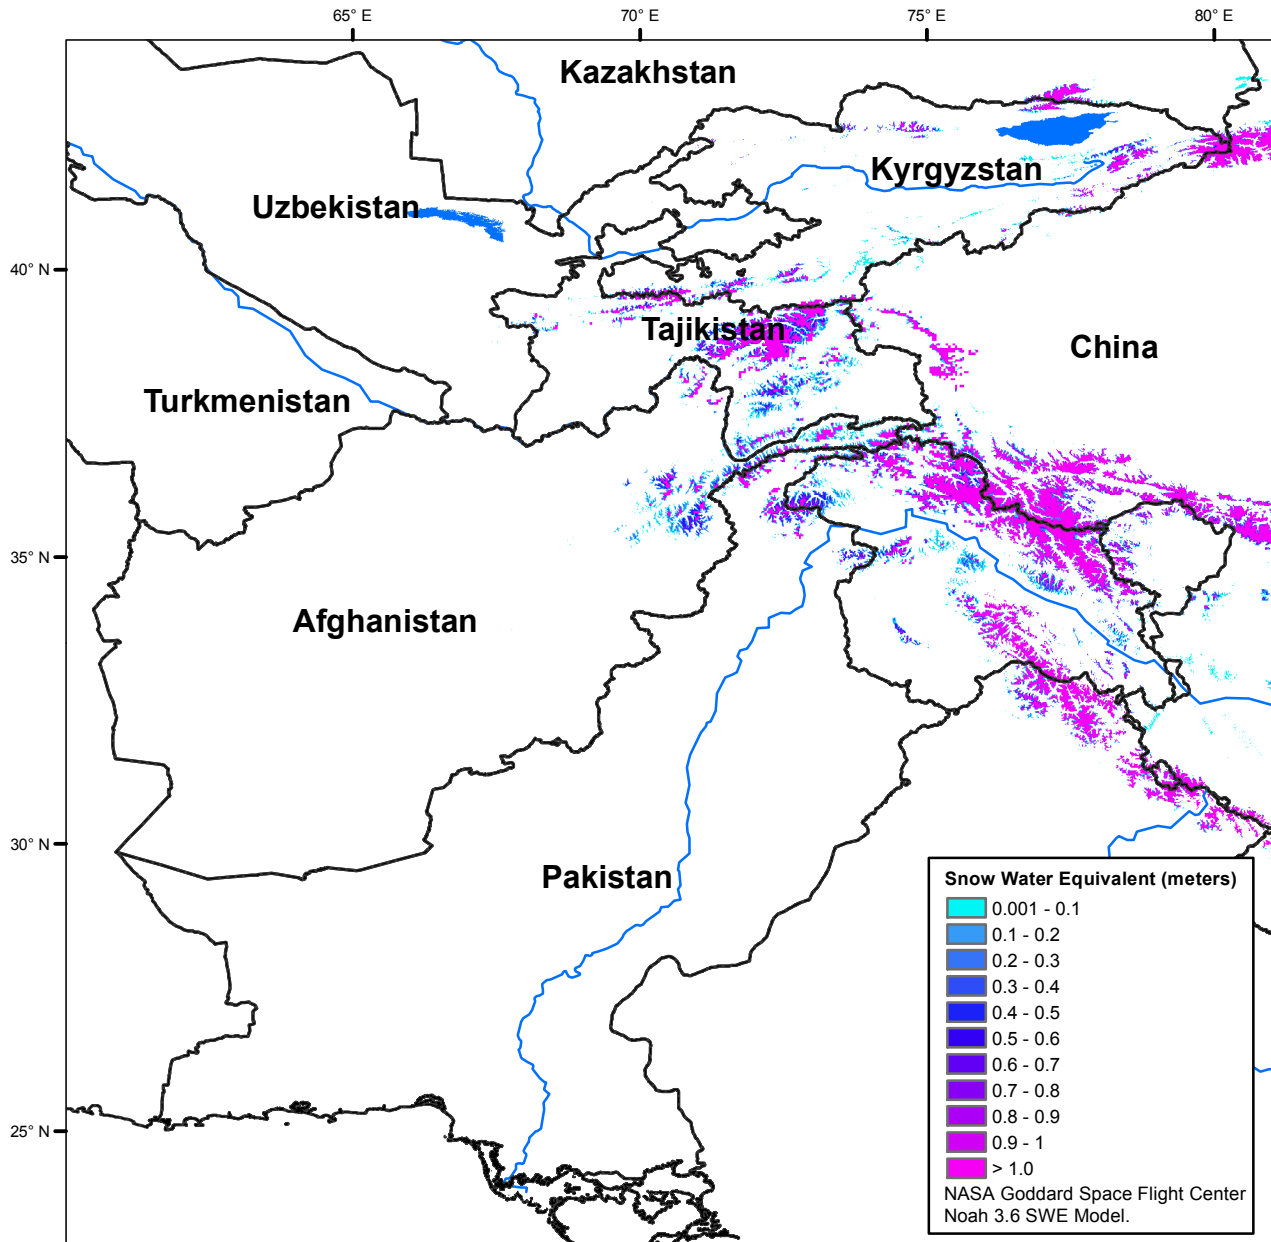 65° E
70° E
75° E
80° E
Kazakhstan
Kyrgyzstan
Uzbekistan
40° N
Tajikistan
China
Turkmenistan
35° N
Afghanistan
30° N
Pakistan
25° N
Snow Water Equivalent (meters)
0.001 - 0.1
0.1 - 0.2
0.2 - 0.3
0.3 - 0.4
0.4 - 0.5
0.5 - 0.6
0.6 - 0.7
0.7 - 0.8
0.8 - 0.9
0.9 - 1
> 1.0
NASA Goddard Space Flight Center
Noah 3.6 SWE Model.